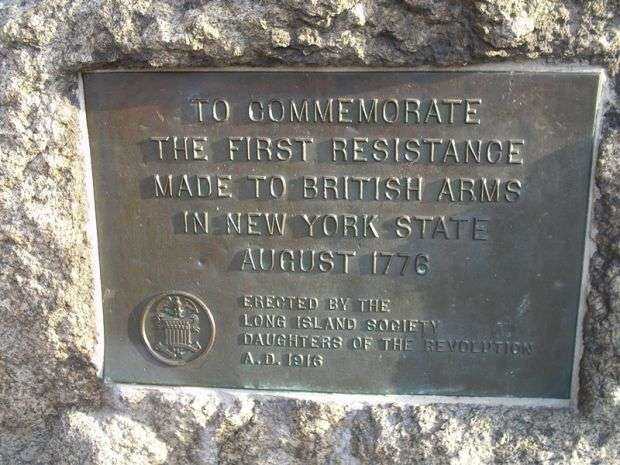 TO COMMEMORATE
THE FIRST RESISTANCE
MADE TO BRITISH ARMS
IN NEW YORK STATE
AUGUST 1776
ERECTED BY THE
LONG ISLAND SOCIETY
DAUGHTERS OF THE REVOLUTION
A.D. 1916